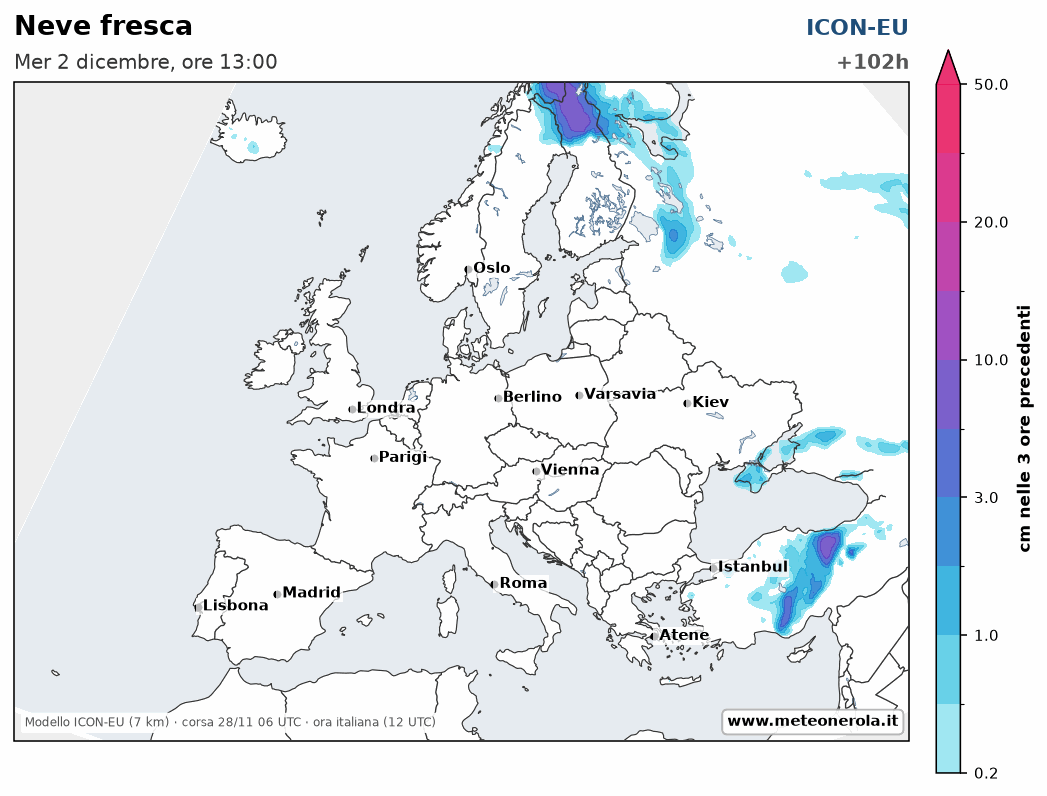 Neve fresca
ICON-EU
Mer 2 dicembre, ore 13:00
+102h
50.0
20.0
10.0
3.0
1.0
0.2
cm nelle 3 ore precedenti
Oslo
Londra
Berlino
Varsavia
Kiev
Parigi
Vienna
Istanbul
Roma
Madrid
Lisbona
Atene
Modello ICON-EU (7 km) · corsa 28/11 06 UTC · ora italiana (12 UTC)
www.meteonerola.it